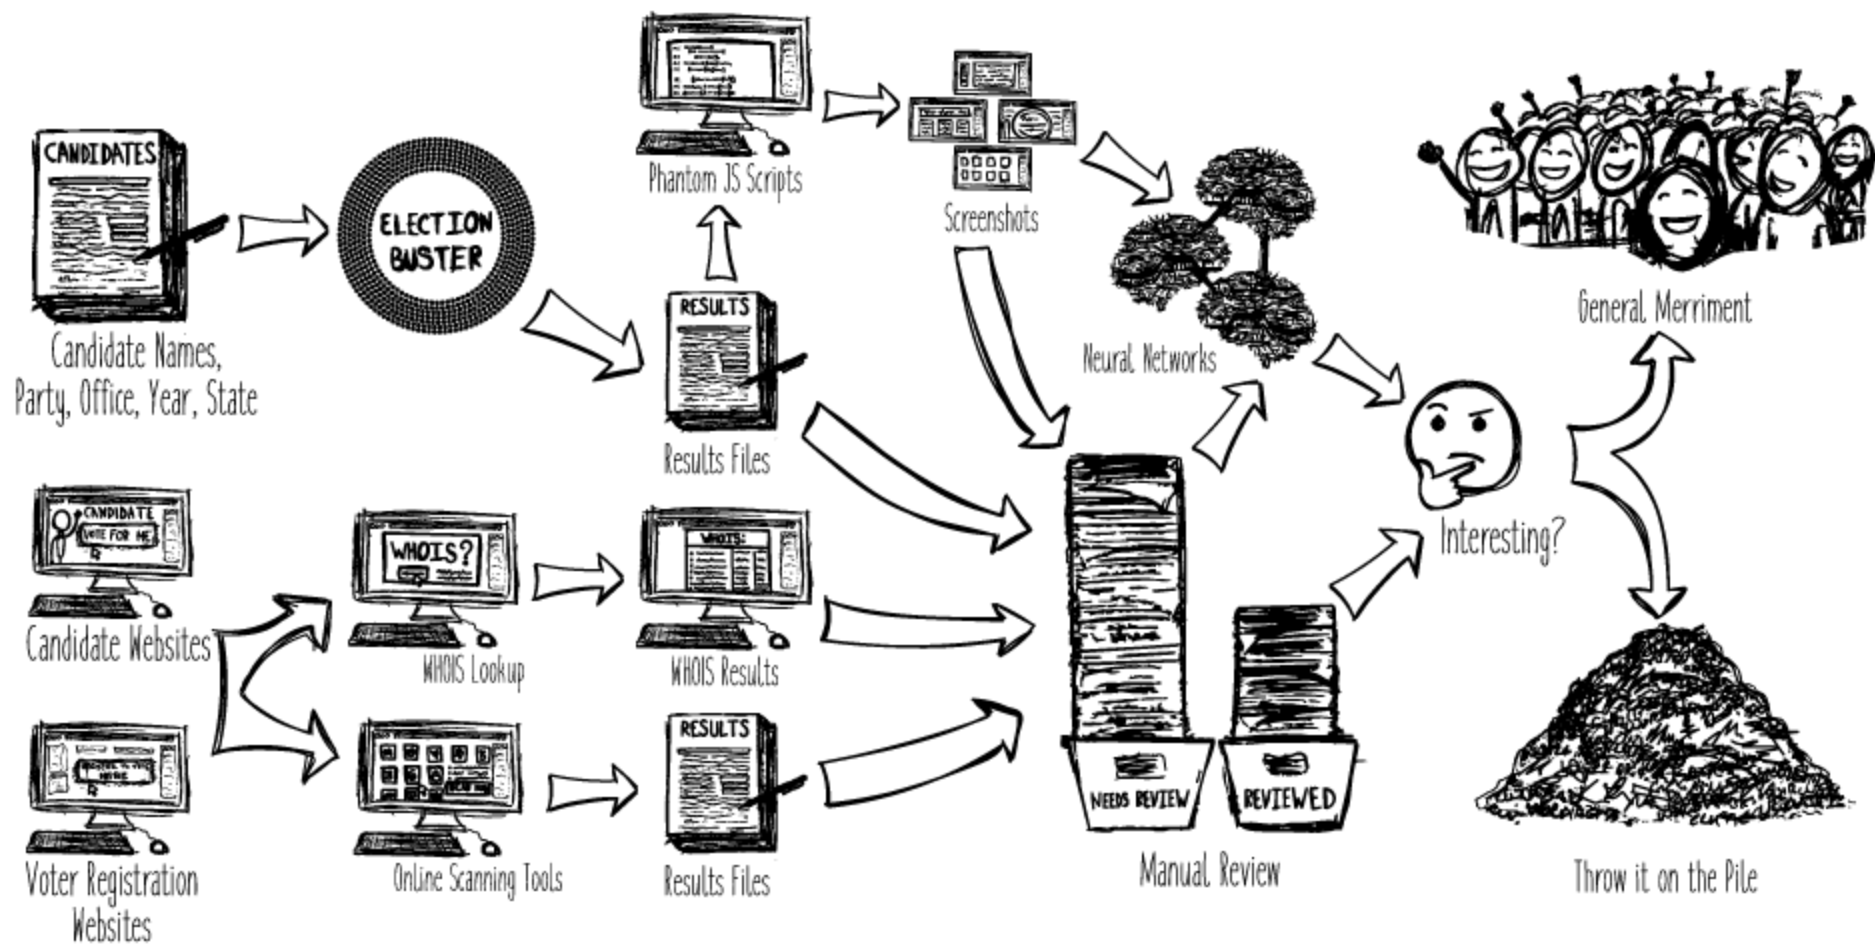 CANDIDATES
Candidate Names,
Party, Office, Year, State
ELECTION
BUSTER
Phantom JS Scripts
Screenshots
RESULTS
Results Files
Neural Networks
General Merriment
Interesting?
CANDIDATE
VOTE FOR ME
Candidate Websites
WHOIS?
WHOIS Lookup
WHOIS:
WHOIS Results
Voter Registration
Websites
Online Scanning Tools
RESULTS
Results Files
NEEDS REVIEW
REVIEWED
Manual Review
Throw it on the Pile